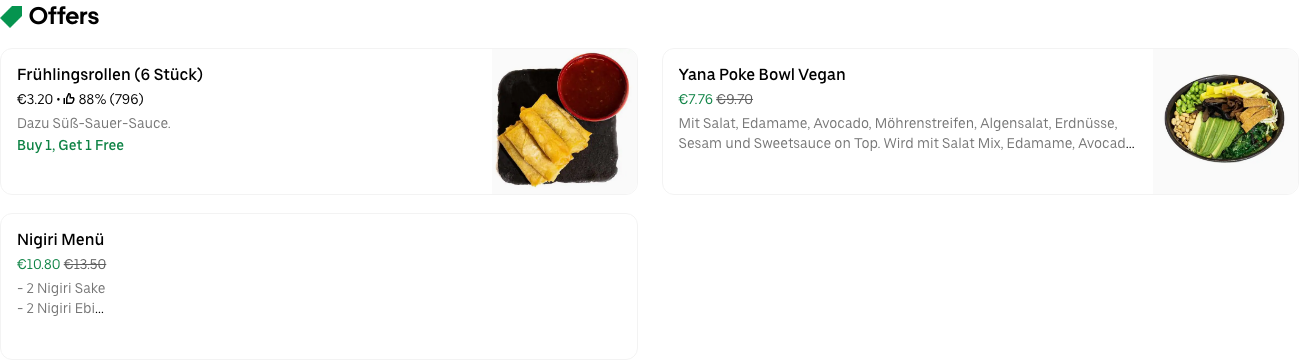 Offers
Frühlingsrollen (6 Stück)
€3.20 • 88% (796)
Dazu Süß-Sauer-Sauce.
Buy 1, Get 1 Free
Yana Poke Bowl Vegan
€7.76 €9.70
Mit Salat, Edamame, Avocado, Möhrenstreifen, Algensalat, Erdnüsse,
Sesam und Sweetsauce on Top. Wird mit Salat Mix, Edamame, Avocad...
Nigiri Menü
€10.80 €13.50
- 2 Nigiri Sake
- 2 Nigiri Ebi...